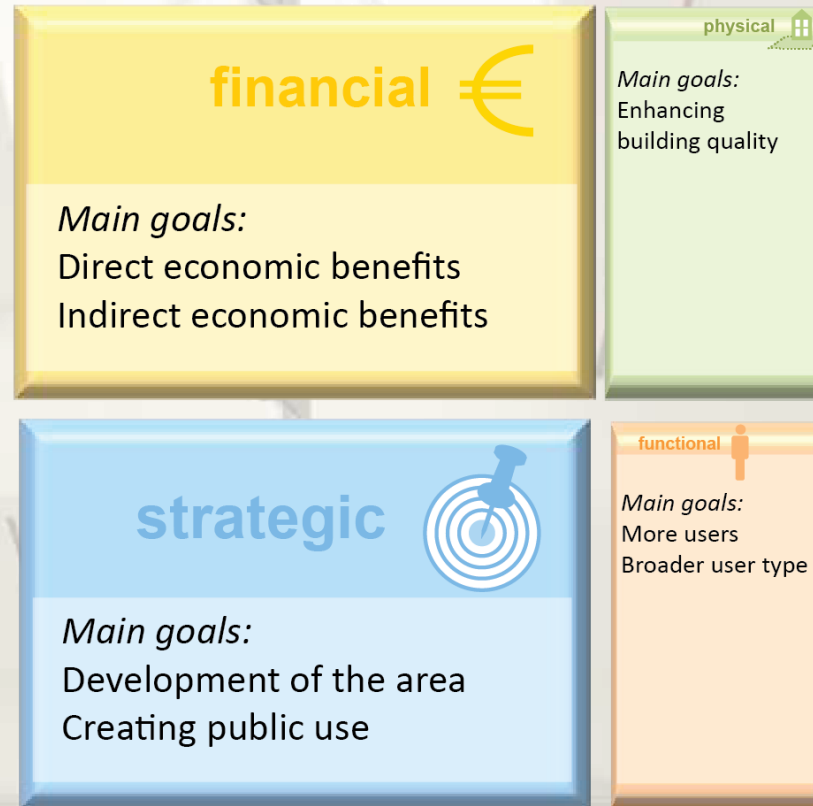 financial €
Main goals:
Direct economic benefits
Indirect economic benefits
physical
Main goals:
Enhancing
building quality
strategic
Main goals:
Development of the area
Creating public use
functional
Main goals:
More users
Broader user type